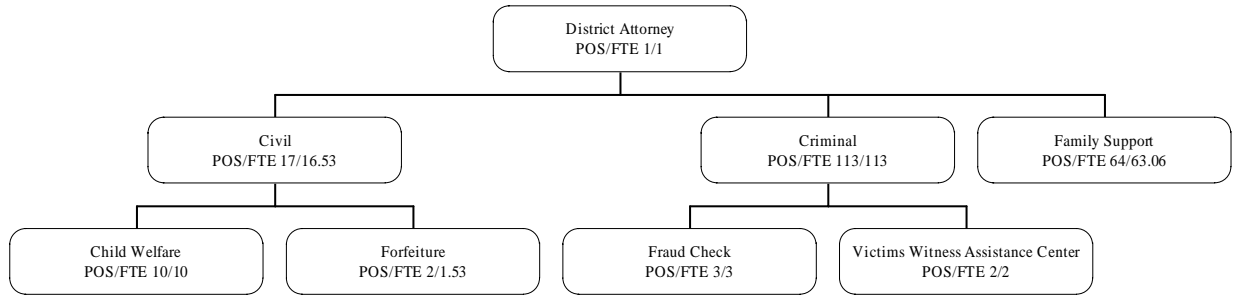 District Attorney
POS/FTE 1/1
Civil
POS/FTE 17/16.53
Criminal
POS/FTE 113/113
Family Support
POS/FTE 64/63.06
Child Welfare
POS/FTE 10/10
Forfeiture
POS/FTE 2/1.53
Fraud Check
POS/FTE 3/3
Victims Witness Assistance Center
POS/FTE 2/2